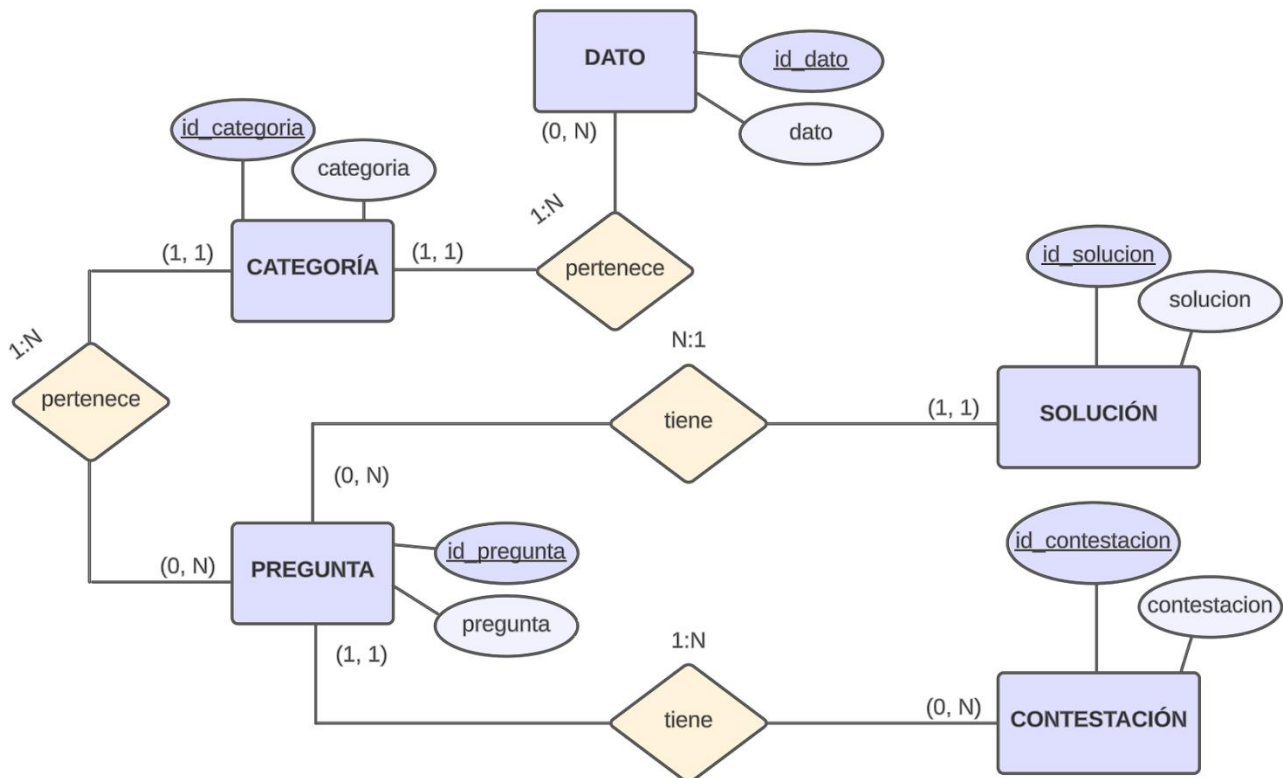 DATO
id_dato
dato
(0, N)
id_categoria
categoria
1:N
(1, 1)
CATEGORÍA
(1, 1)
pertenece
id_solucion
solucion
1:N
pertenece
N:1
tiene
(1, 1)
SOLUCIÓN
(0, N)
(0, N)
PREGUNTA
id_pregunta
pregunta
(1, 1)
id_contestacion
contestacion
1:N
tiene
(0, N)
CONTESTACIÓN